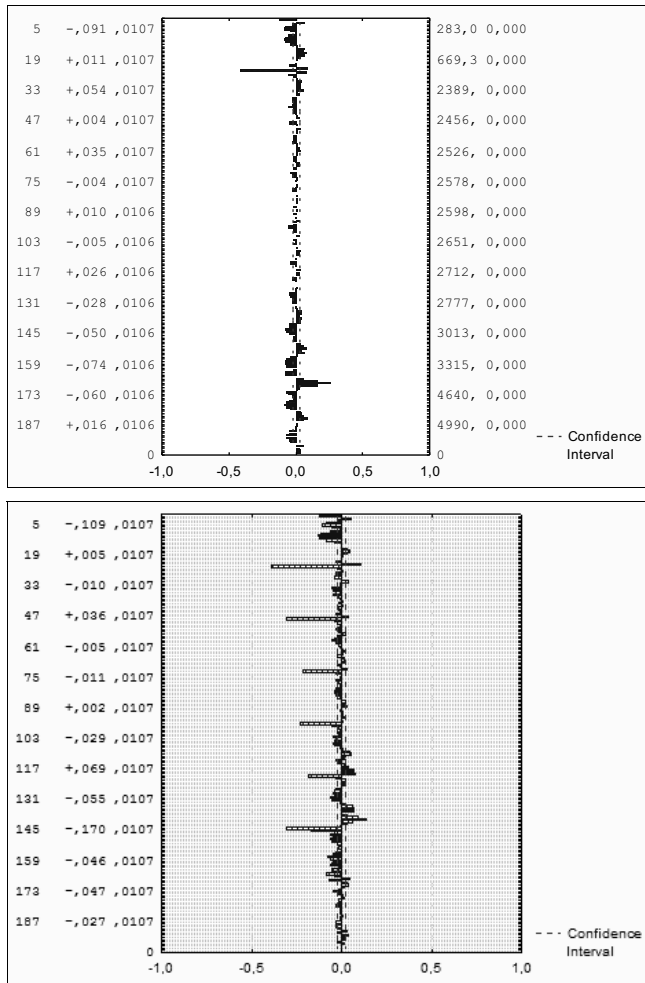 5 -,091 ,0107 283,0 0,000
19 +,011 ,0107 669,3 0,000
33 +,054 ,0107 2389, 0,000
47 +,004 ,0107 2456, 0,000
61 +,035 ,0107 2526, 0,000
75 -,004 ,0107 2578, 0,000
89 +,010 ,0106 2598, 0,000
103 -,005 ,0106 2651, 0,000
117 +,026 ,0106 2712, 0,000
131 -,028 ,0106 2777, 0,000
145 -,050 ,0106 3013, 0,000
159 -,074 ,0106 3315, 0,000
173 -,060 ,0106 4640, 0,000
187 +,016 ,0106 4990, 0,000
0 0
-1,0 -0,5 0,0 0,5 1,0
Confidence
Interval
5 -,109 ,0107
19 +,005 ,0107
33 -,010 ,0107
47 +,036 ,0107
61 -,005 ,0107
75 -,011 ,0107
89 +,002 ,0107
103 -,029 ,0107
117 +,069 ,0107
131 -,055 ,0107
145 -,170 ,0107
159 -,046 ,0107
173 -,047 ,0107
187 -,027 ,0107
0
-1,0 -0,5 0,0 0,5 1,0
Confidence
Interval